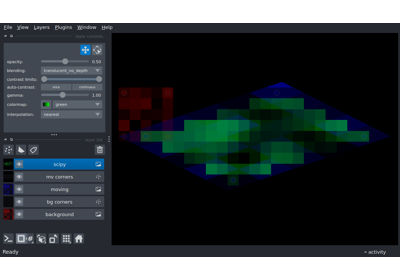 File View Layers Plugins Window Help
opacity: 0.50
blending: translucent_no_depth
contrast limits:
auto-contrast: once continuous
gamma: 1.00
colormap: green
interpolation: nearest
scipy
mv corners
moving
bg corners
background
Ready
activity